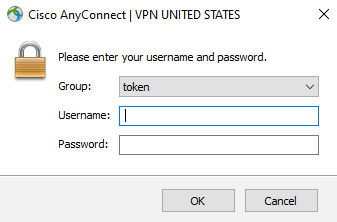 Cisco AnyConnect | VPN UNITED STATES
Please enter your username and password.
Group: token
Username:
Password:
OK Cancel